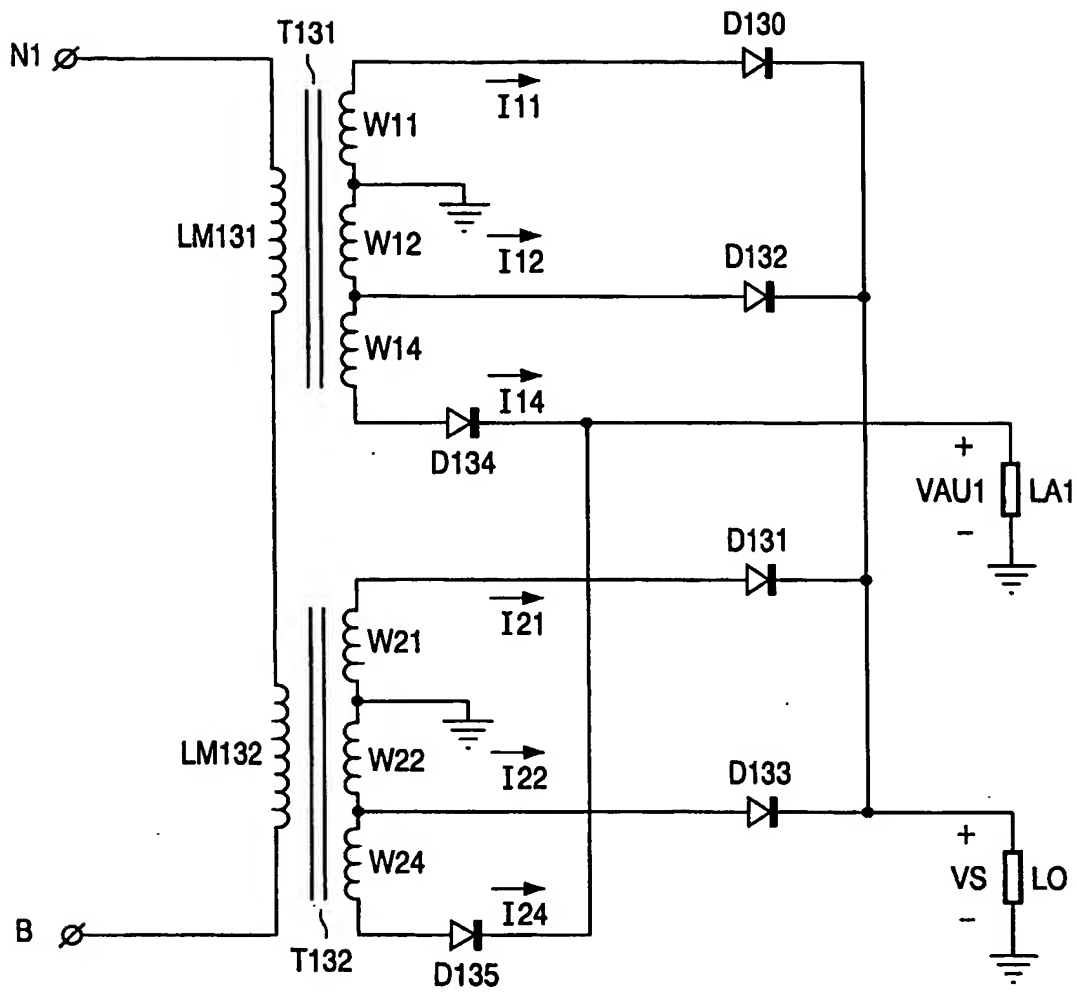 T131
D130
N1
I11
W11
LM131
W12
I12
D132
W14
I14
D134
+
VAU1
LA1
-
D131
I21
W21
LM132
W22
I22
D133
W24
I24
+
VS
LO
-
B
T132
D135